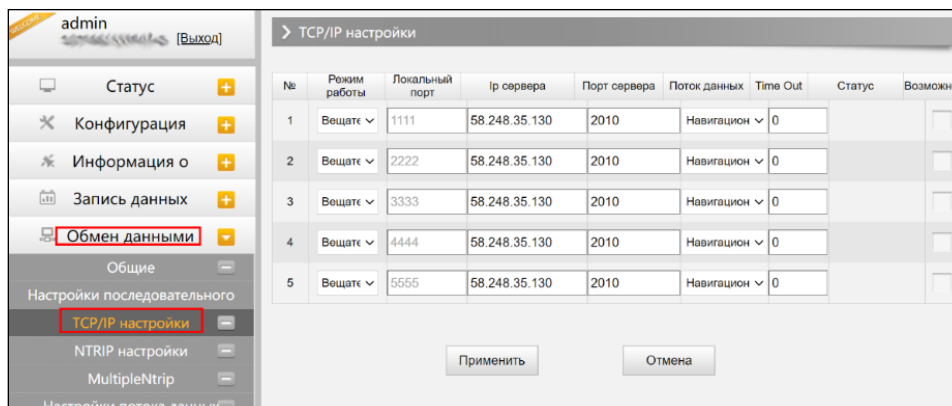 WELCOME
admin
[Выход]
TCP/IP настройки
Статус
Конфигурация
Информация о
Запись данных
Обмен данными
Общие
Настройки последовательного
TCP/IP настройки
NTRIP настройки
MultipleNtrip
Настройки потока данных
№ Режим работы Локальный порт Ip сервера Порт сервера Поток данных Time Out Статус Возможн
1 Вещате 1111 58.248.35.130 2010 Навигацион 0
2 Вещате 2222 58.248.35.130 2010 Навигацион 0
3 Вещате 3333 58.248.35.130 2010 Навигацион 0
4 Вещате 4444 58.248.35.130 2010 Навигацион 0
5 Вещате 5555 58.248.35.130 2010 Навигацион 0
Применить Отмена